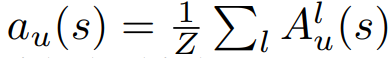 a_u(s) = \frac{1}{Z} \sum_l A_u^l(s)